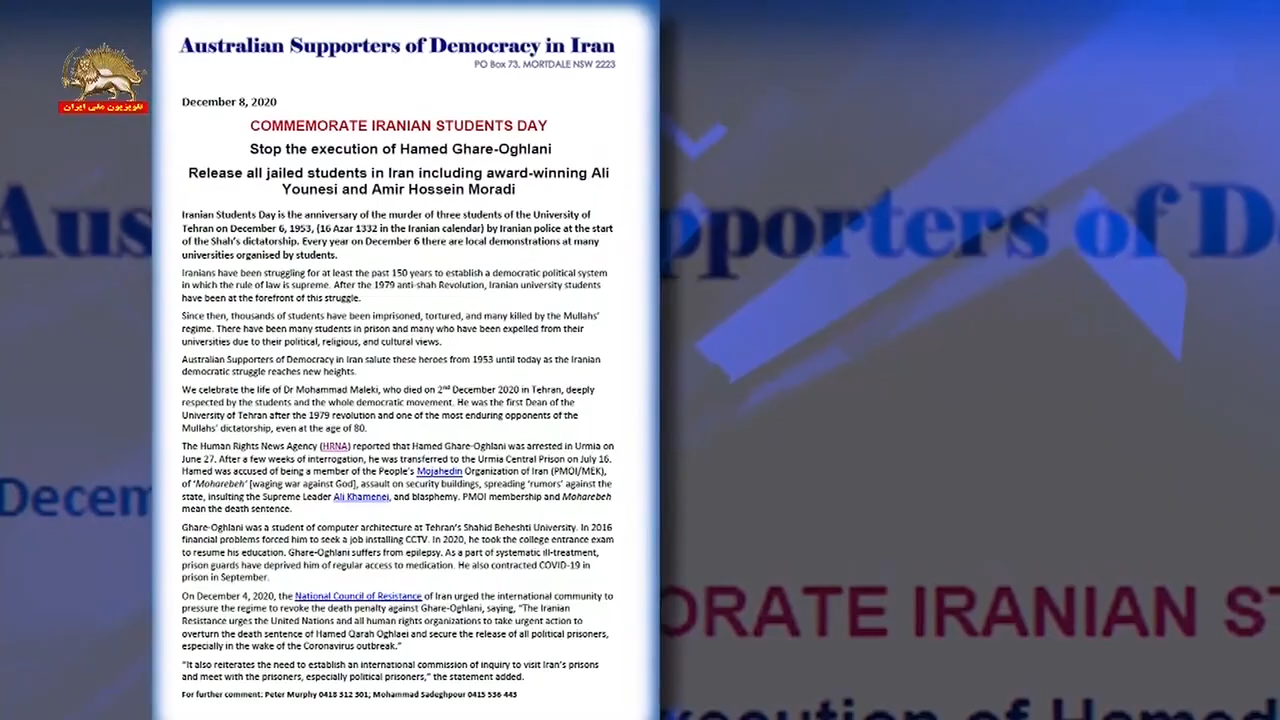 تلویزیون ملی ایران
Australian Supporters of Democracy in Iran
PO Box 73, MORTDALE NSW 2223
December 8, 2020
COMMEMORATE IRANIAN STUDENTS DAY
Stop the execution of Hamed Ghare-Oghlani
Release all jailed students in Iran including award-winning Ali
Younesi and Amir Hossein Moradi
Iranian Students Day is the anniversary of the murder of three students of the University of
Tehran on December 6, 1953, (16 Azar 1332 in the Iranian calendar) by Iranian police at the start
of the Shah's dictatorship. Every year on December 6 there are local demonstrations at many
universities organised by students.
Iranians have been struggling for at least the past 150 years to establish a democratic political system
in which the rule of law is supreme. After the 1979 anti-shah Revolution, Iranian university students
have been at the forefront of this struggle.
Since then, thousands of students have been imprisoned, tortured, and many killed by the Mullahs'
regime. There have been many students in prison and many who have been expelled from their
universities due to their political, religious, and cultural views.
Australian Supporters of Democracy in Iran salute these heroes from 1953 until today as the Iranian
democratic struggle reaches new heights.
We celebrate the life of Dr Mohammad Maleki, who died on 2nd December 2020 in Tehran, deeply
respected by the students and the whole democratic movement. He was the first Dean of the
University of Tehran after the 1979 revolution and one of the most enduring opponents of the
Mullahs' dictatorship, even at the age of 80.
The Human Rights News Agency (HRNA) reported that Hamed Ghare-Oghlani was arrested in Urmia on
June 27. After a few weeks of interrogation, he was transferred to the Urmia Central Prison on July 16.
Hamed was accused of being a member of the People's Mojahedin Organization of Iran (PMOI/MEK),
of 'Moharebeh' [waging war against God], assault on security buildings, spreading 'rumors' against the
state, insulting the Supreme Leader Ali Khamenei, and blasphemy. PMOI membership and Moharebeh
mean the death sentence.
Ghare-Oghlani was a student of computer architecture at Tehran's Shahid Beheshti University. In 2016
financial problems forced him to seek a job installing CCTV. In 2020, he took the college entrance exam
to resume his education. Ghare-Oghlani suffers from epilepsy. As a part of systematic ill-treatment,
prison guards have deprived him of regular access to medication. He also contracted COVID-19 in
prison in September.
On December 4, 2020, the National Council of Resistance of Iran urged the international community to
pressure the regime to revoke the death penalty against Ghare-Oghlani, saying, "The Iranian
Resistance urges the United Nations and all human rights organizations to take urgent action to
overturn the death sentence of Hamed Qarah Oghlaei and secure the release of all political prisoners,
especially in the wake of the Coronavirus outbreak."
"It also reiterates the need to establish an international commission of inquiry to visit Iran's prisons
and meet with the prisoners, especially political prisoners," the statement added.
For further comment: Peter Murphy 0418 312 301, Mohammad Sadeghpour 0415 536 443
Aus
pporters of D
Decem
ORATE IRANIAN ST
xecution of Hamed